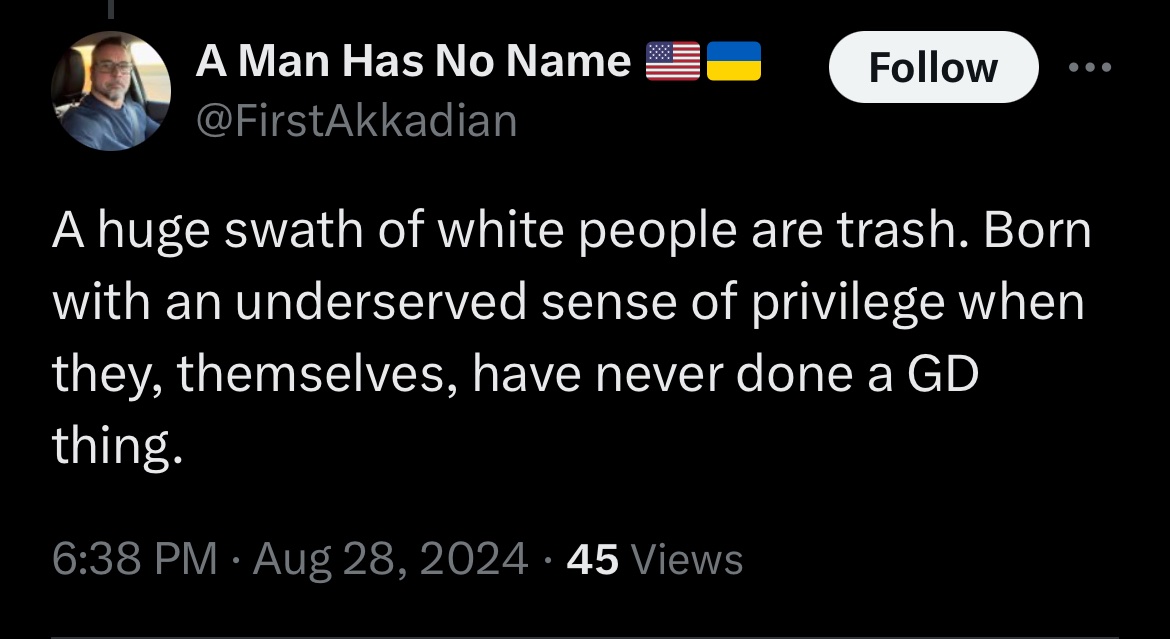 A Man Has No Name 🇺🇸🇺🇦
Follow
@FirstAkkadian
A huge swath of white people are trash. Born
with an underserved sense of privilege when
they, themselves, have never done a GD
thing.
6:38 PM · Aug 28, 2024 · 45 Views